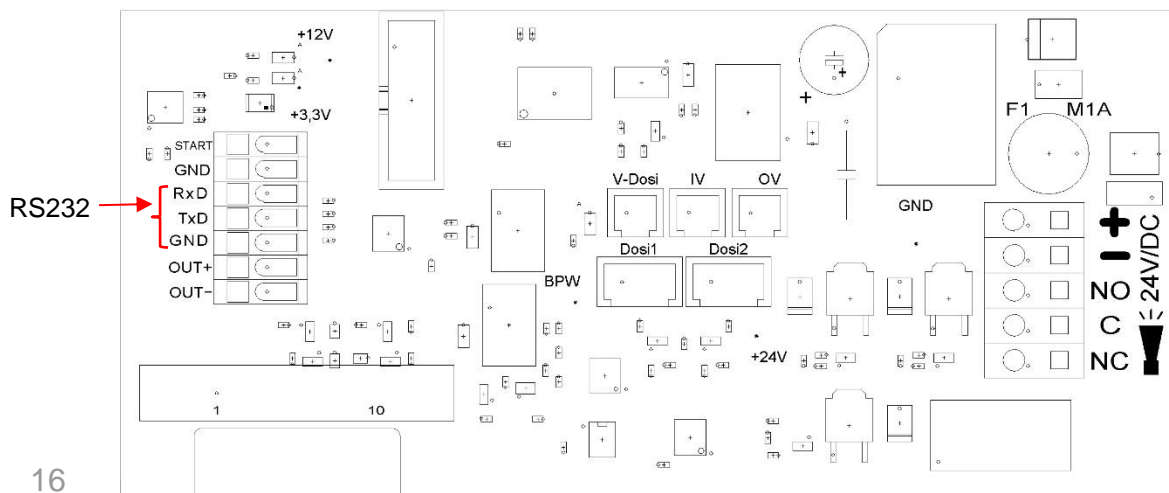 +12V
+3,3V
START
GND
RxD
TxD
GND
OUT+
OUT−
RS232
V-Dosi
IV
OV
Dosi1
Dosi2
BPW
+24V
GND
F1
M1A
+
−
24V/DC
NO
C
NC
1
10
16